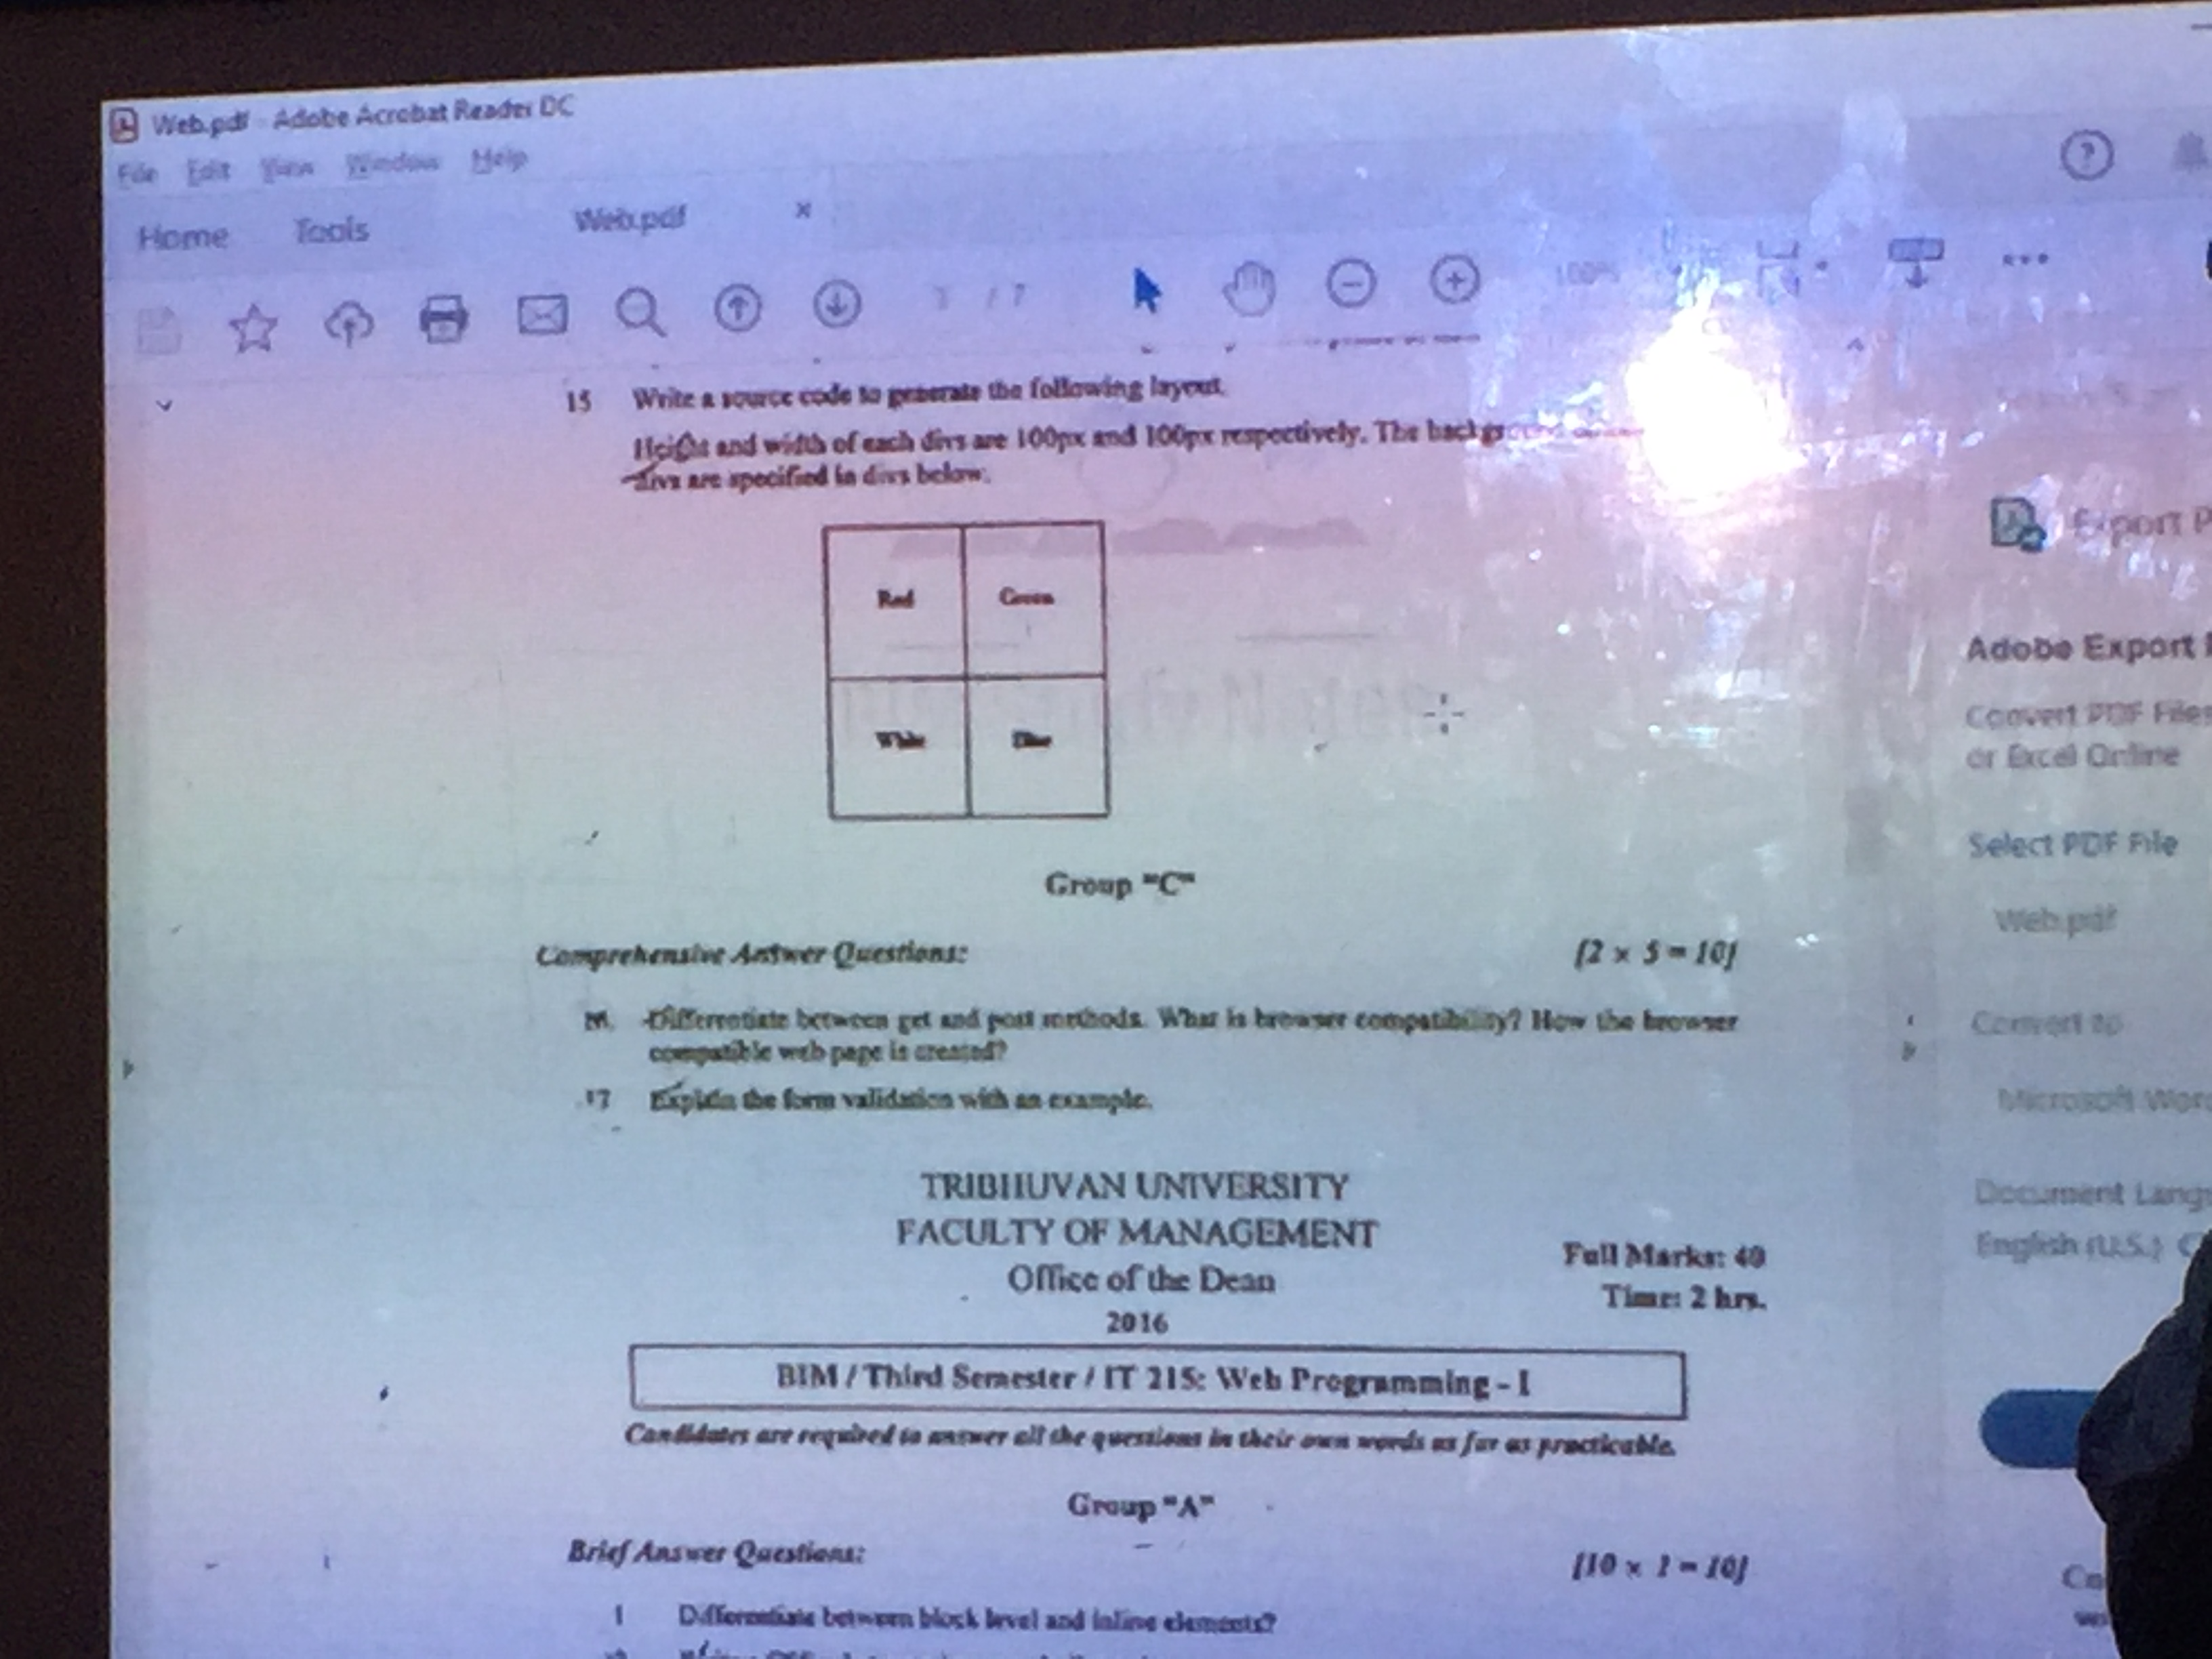 Web.pdf - Adobe Acrobat Reader DC
File Edit View Window Help
Home Tools Web.pdf ×
/ 7 100%
15 Write a source code to generate the following layout.
Height and width of each divs are 100px and 100px respectively. The
divs are specified in divs below.
Red Green
White Blue
Group "C"
Comprehensive Answer Questions: [2 × 5 = 10]
Differentiate between get and post methods. What is browser compatibility? How the browser
compatible web page is created?
17 Explain the form validation with an example.
TRIBHUVAN UNIVERSITY
FACULTY OF MANAGEMENT
Office of the Dean
Full Marks: 40
Time: 2 hrs.
2016
BIM / Third Semester / IT 215: Web Programming - I
Candidates are required to answer all the questions in their own words as far as practicable.
Group "A"
Brief Answer Questions: [10 × 1 = 10]
1 Differentiate between block level and inline elements?
Export P
Adobe Export
Convert PDF Files
or Excel Online
Select PDF File
Web.pdf
Convert to
Microsoft Word
Document Lang
English (U.S.) C